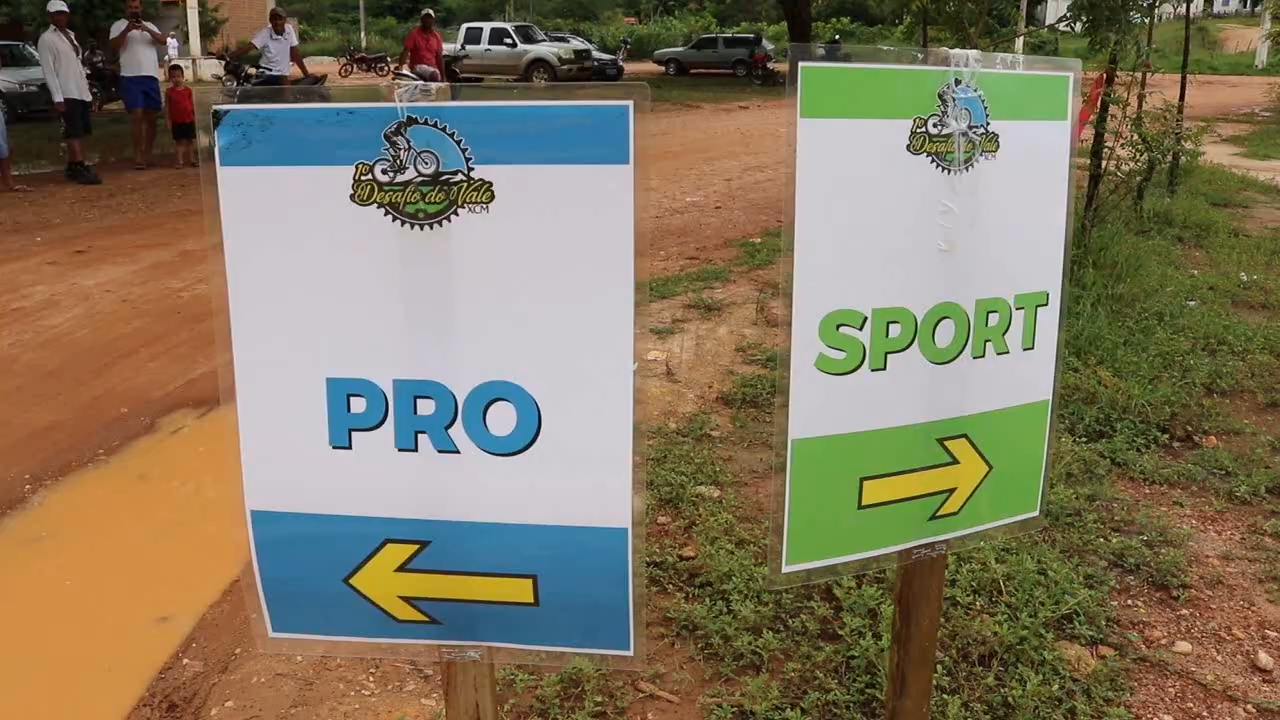 1º
Desafio do Vale
XCM
PRO
1º
Desafio do Vale
XCM
SPORT